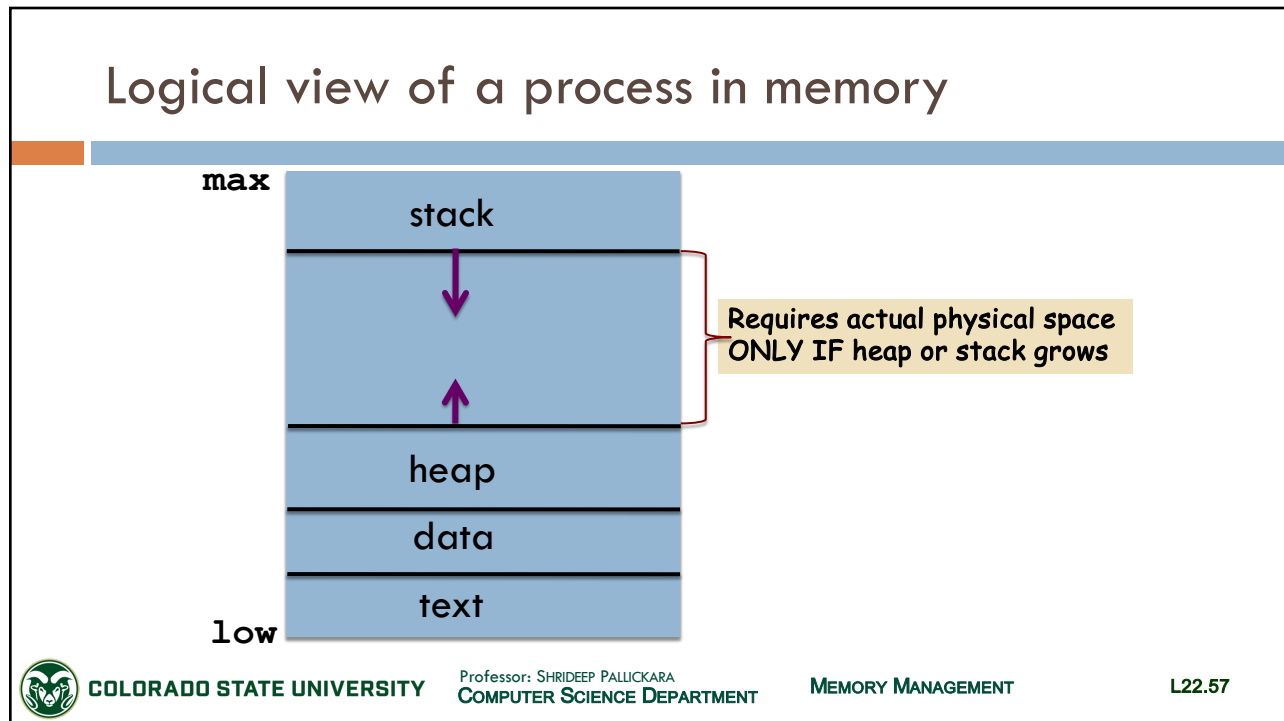 Logical view of a process in memory
max
stack
Requires actual physical space
ONLY IF heap or stack grows
heap
data
text
low
COLORADO STATE UNIVERSITY
Professor: SHRIDEEP PALLICKARA
COMPUTER SCIENCE DEPARTMENT
MEMORY MANAGEMENT
L22.57